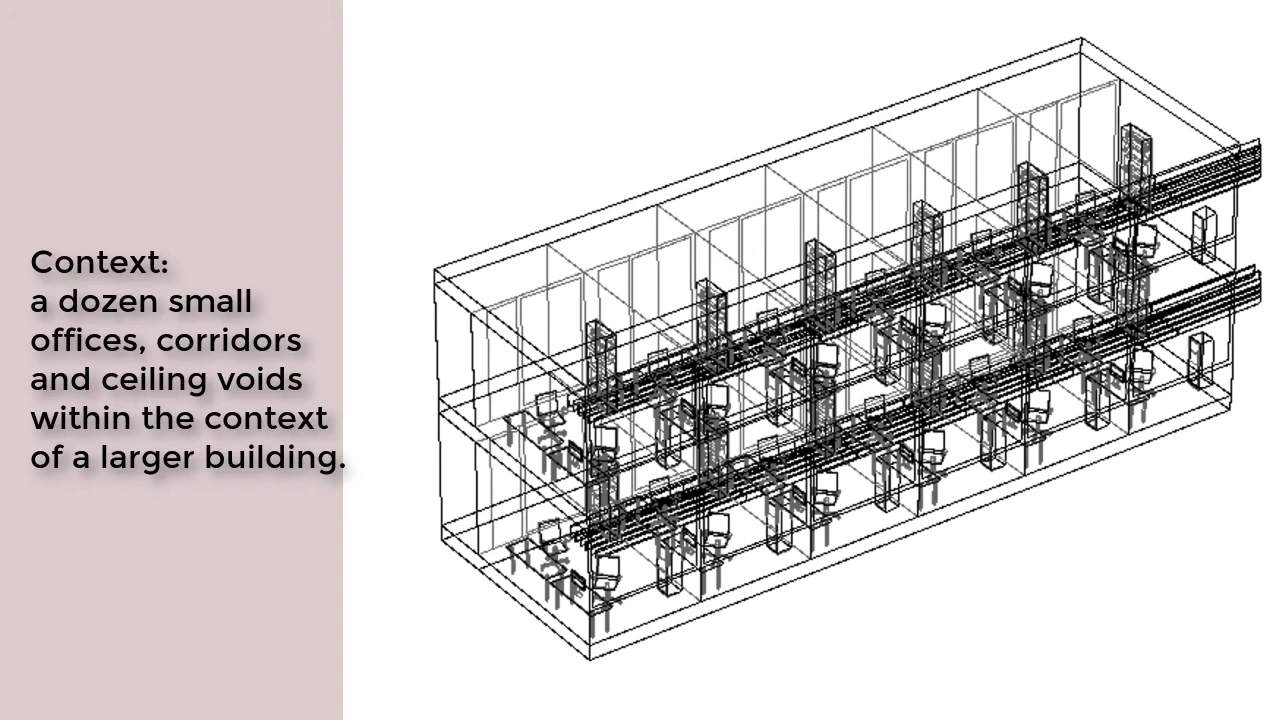 Context:
a dozen small
offices, corridors
and ceiling voids
within the context
of a larger building.